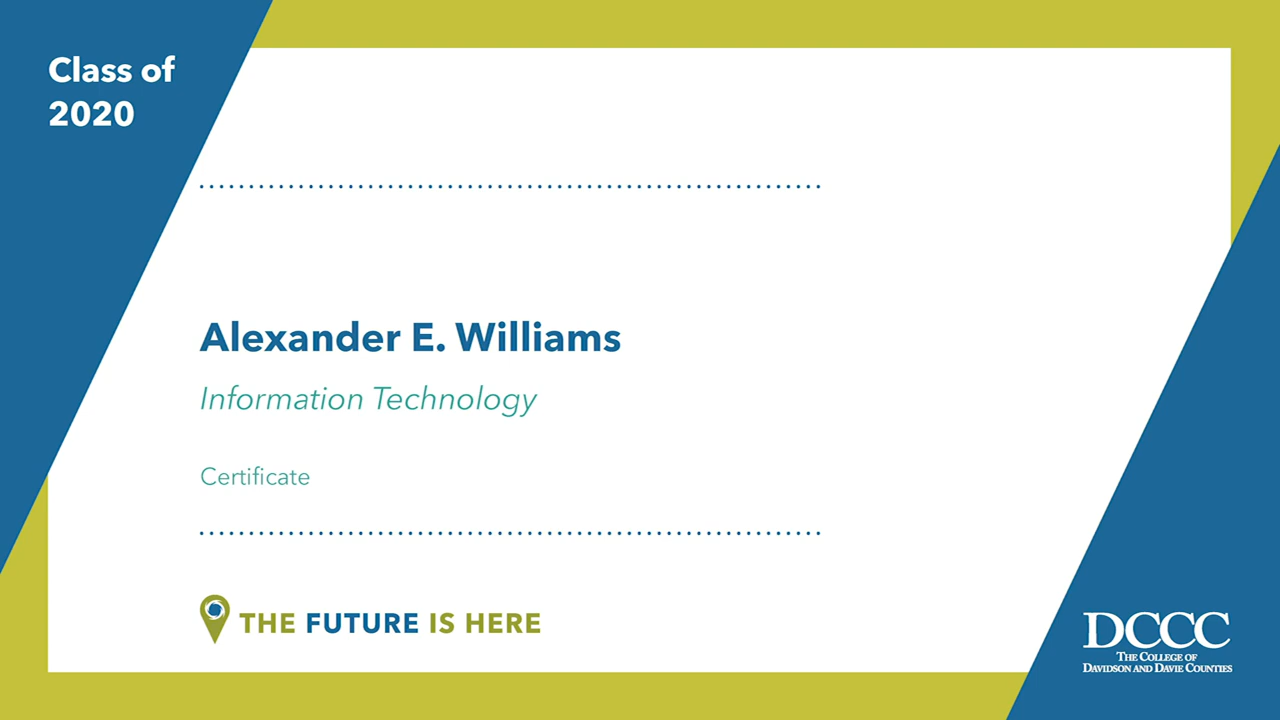 Class of
2020
Alexander E. Williams
Information Technology
Certificate
THE FUTURE IS HERE
DCCC
THE COLLEGE OF
DAVIDSON AND DAVIE COUNTIES